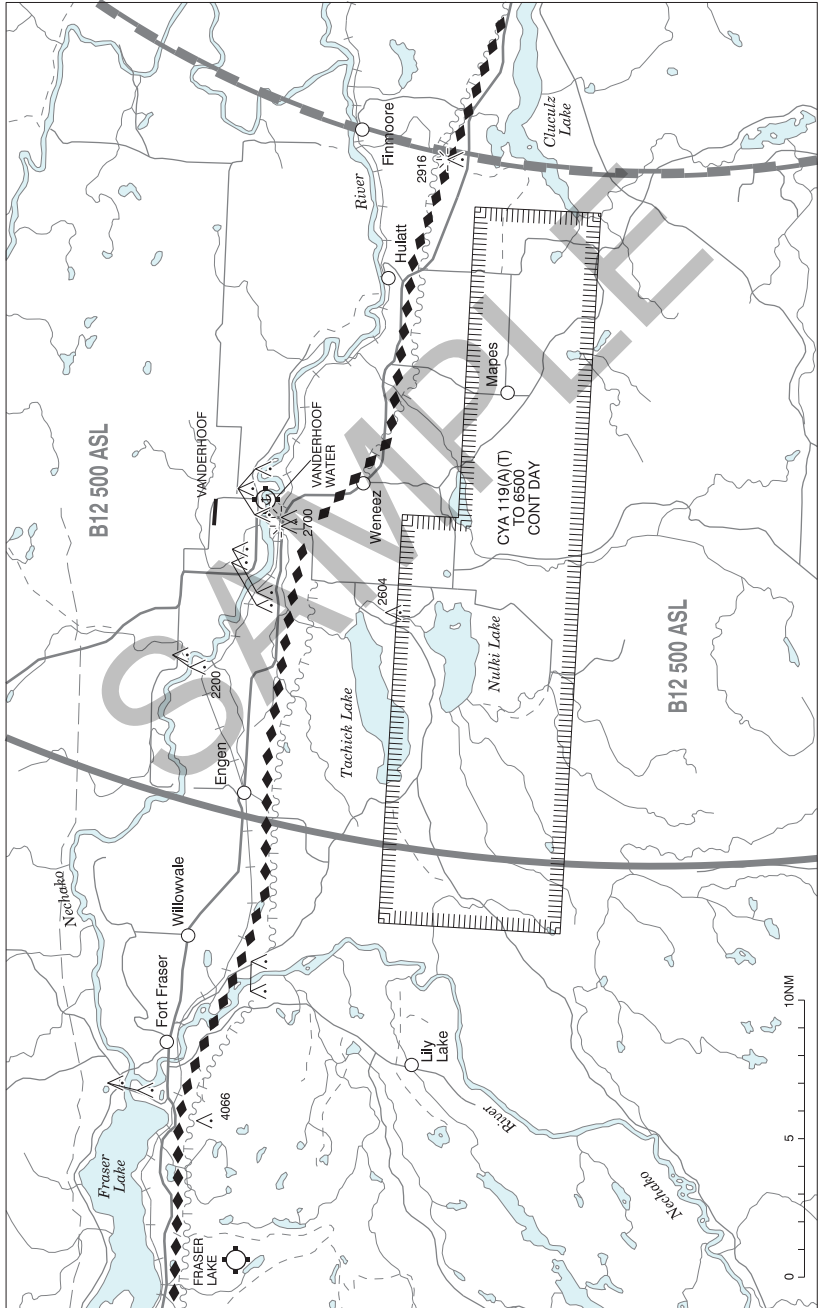 Fraser
Lake
FRASER
LAKE
4066
Fort Fraser
Willowvale
Nechako
Lily
Lake
River
Nechako
0
5
10NM
Engen
2200
Tachick Lake
Nulki Lake
2604
B12 500 ASL
VANDERHOOF
VANDERHOOF
WATER
2700
Weneez
CYA 119(A)(T)
TO 6500
CONT DAY
Mapes
B12 500 ASL
Hulatt
River
Finmoore
2916
Cluculz
Lake
SAMPLE